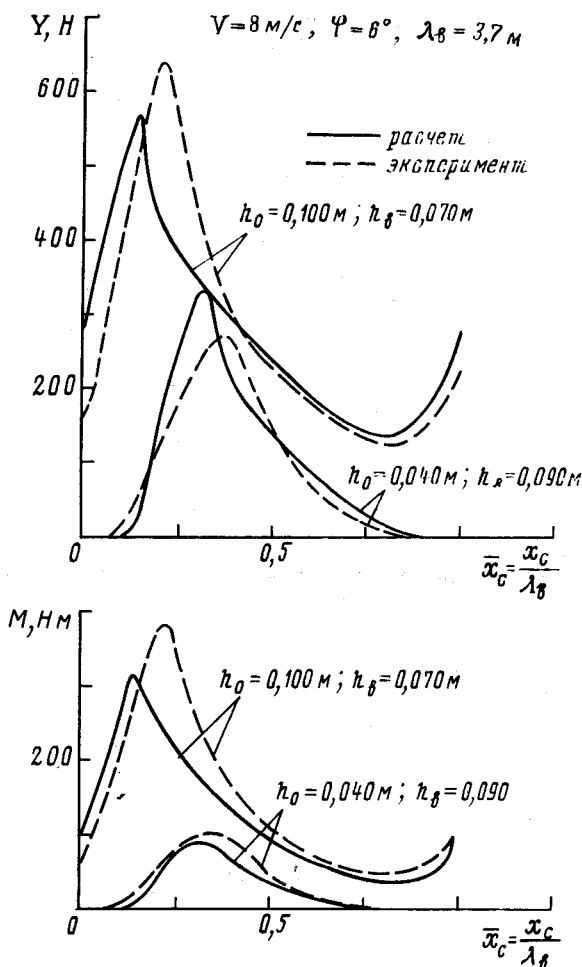 Y, Н V=8 м/с, Ψ=6°, λв=3,7 м
600
расчет
эксперимент
h₀=0,100 м; hв=0,070 м
400
200
h₀=0,040 м; hв=0,090 м
0 0,5 x̄c = xc/λв
М, Нм
h₀=0,100 м; hв=0,070 м
200
h₀=0,040 м; hв=0,090
0 0,5 x̄c = xc/λв